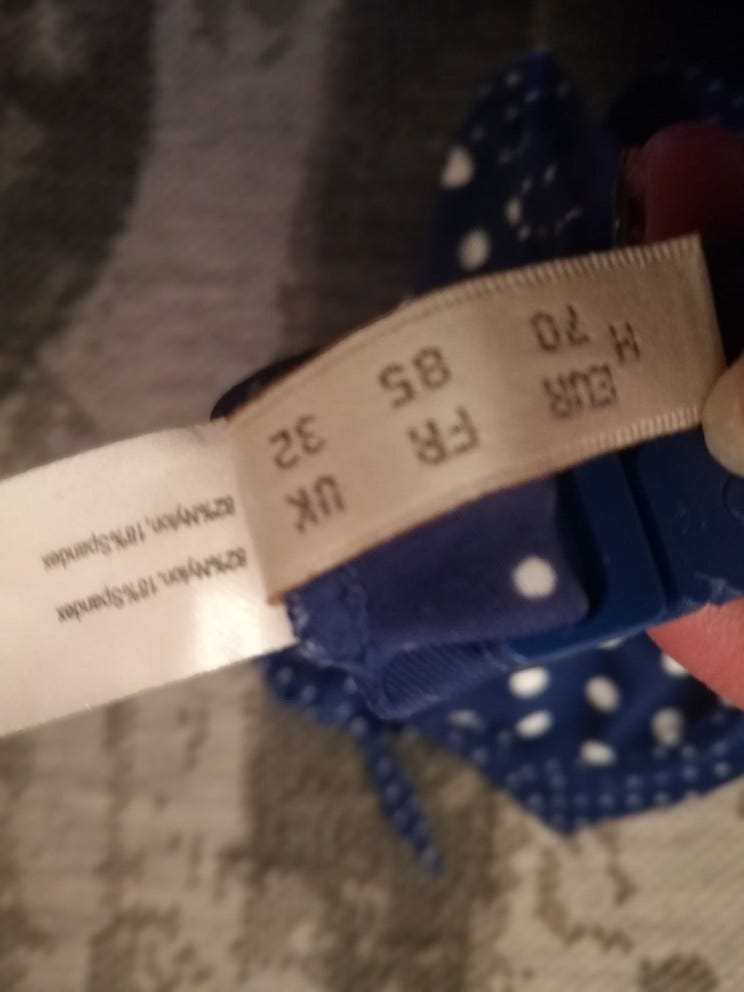 EUR FR UK
H 70 85 32
82%Nylon, 18%Spandex
82%Nylon, 18%Spandex